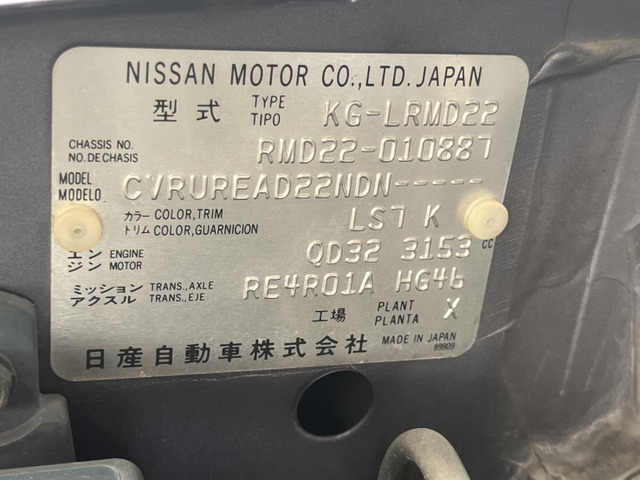 NISSAN MOTOR CO., LTD. JAPAN
型式 TYPE TIPO KG-LRMD22
CHASSIS NO. NO. DE CHASIS RMD22-010887
MODEL MODELO CVRUREAD22NDN-----
カラー COLOR, TRIM LS7 K
トリム COLOR, GUARNICION
エンジン ENGINE MOTOR QD32 3153 CC
ミッション TRANS., AXLE RE4R01A HG46
アクスル TRANS., EJE
工場 PLANT PLANTA X
日産自動車株式会社 MADE IN JAPAN
89909